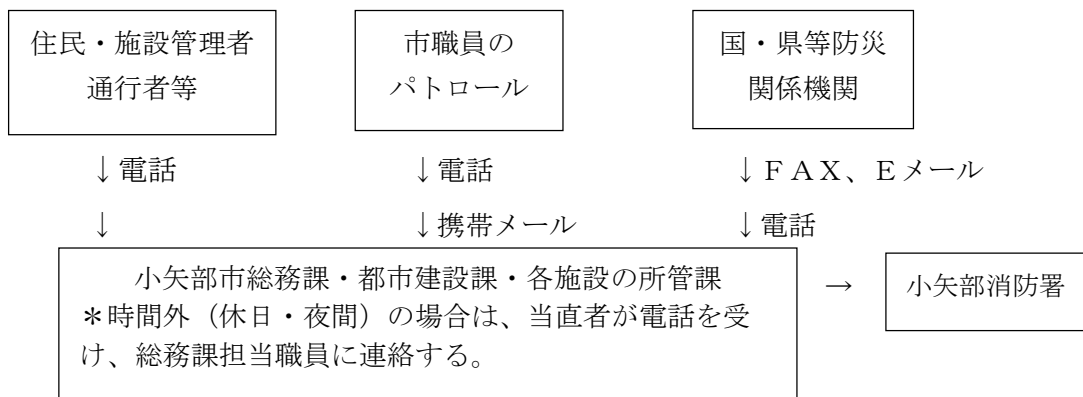 住民・施設管理者
通行者等
市職員の
パトロール
国・県等防災
関係機関
↓電話
↓電話
↓ＦＡＸ、Ｅメール
↓
↓携帯メール
↓電話
小矢部市総務課・都市建設課・各施設の所管課
＊時間外（休日・夜間）の場合は、当直者が電話を受
け、総務課担当職員に連絡する。
→
小矢部消防署